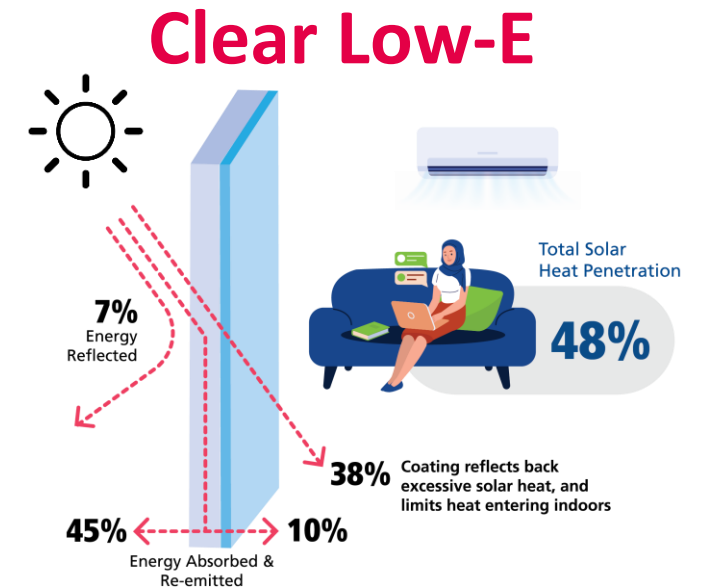 Clear Low-E
Total Solar
Heat Penetration
48%
7%
Energy
Reflected
38%
Coating reflects back
excessive solar heat, and
limits heat entering indoors
45%
10%
Energy Absorbed &
Re-emitted